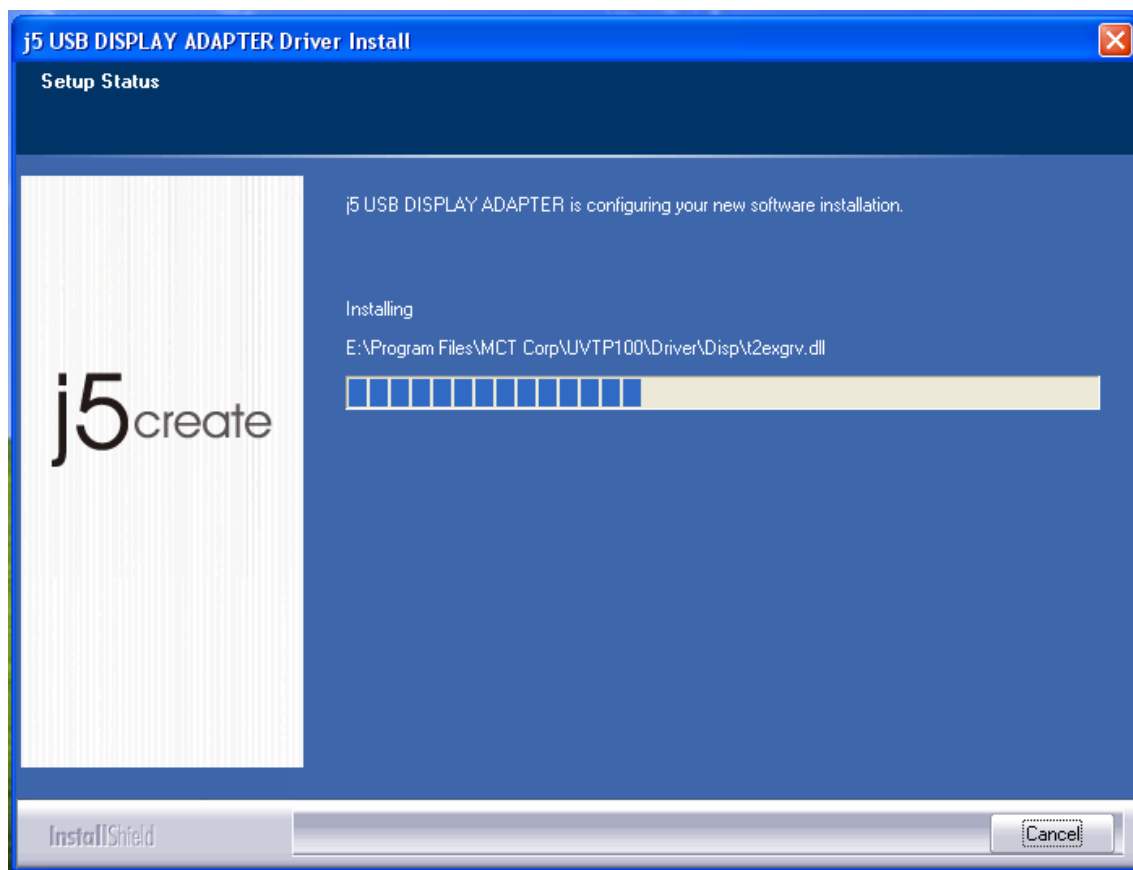 j5 USB DISPLAY ADAPTER Driver Install
Setup Status
j5 USB DISPLAY ADAPTER is configuring your new software installation.
Installing
E:\Program Files\MCT Corp\UVTP100\Driver\Disp\t2exgrv.dll
j5create
InstallShield
Cancel